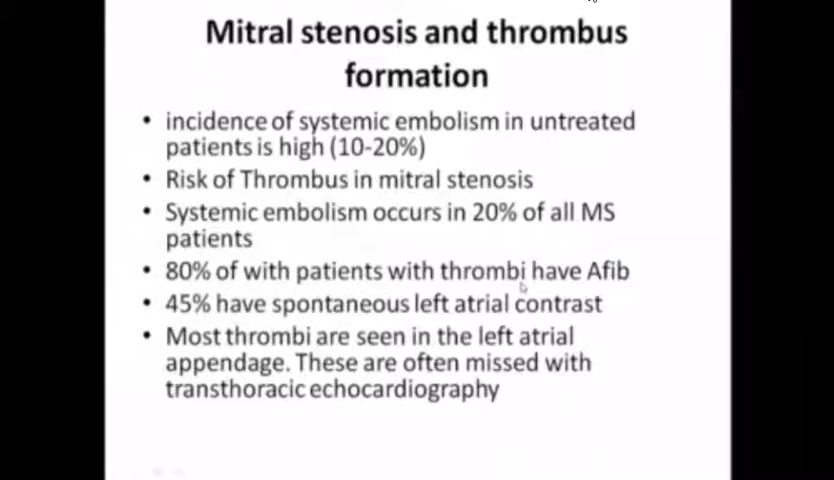 Mitral stenosis and thrombus
formation
• incidence of systemic embolism in untreated
patients is high (10-20%)
• Risk of Thrombus in mitral stenosis
• Systemic embolism occurs in 20% of all MS
patients
• 80% of with patients with thrombi have Afib
• 45% have spontaneous left atrial contrast
• Most thrombi are seen in the left atrial
appendage. These are often missed with
transthoracic echocardiography